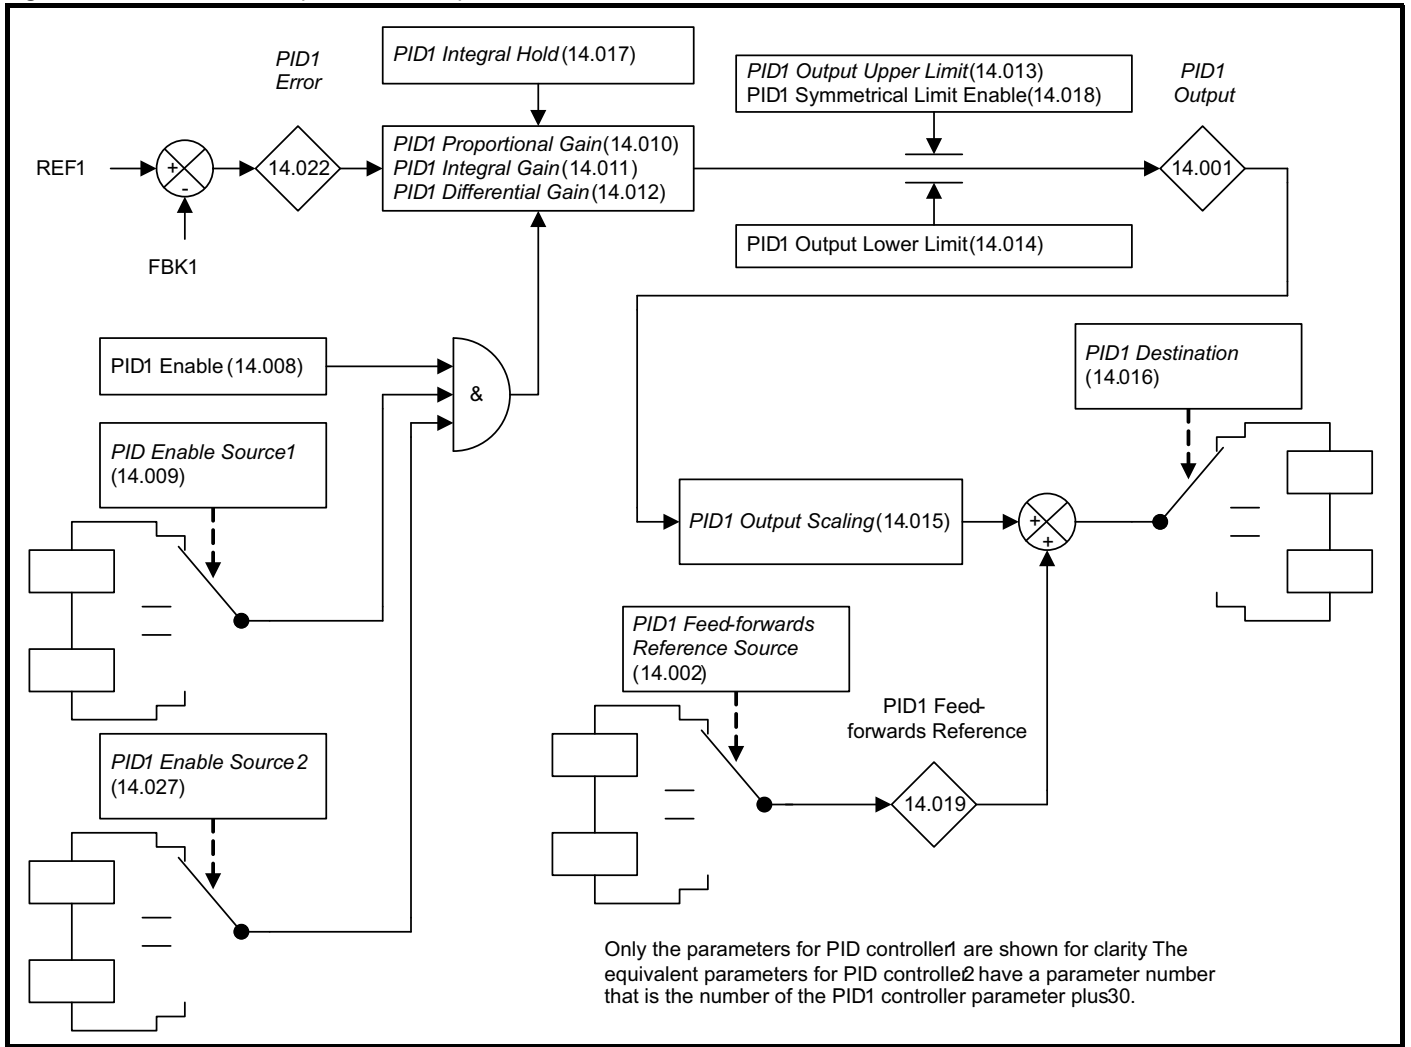 PID1 Integral Hold (14.017)
PID1
Error
PID1 Output Upper Limit (14.013)
PID1 Symmetrical Limit Enable (14.018)
PID1
Output
REF1
+
-
14.022
PID1 Proportional Gain (14.010)
PID1 Integral Gain (14.011)
PID1 Differential Gain (14.012)
14.001
FBK1
PID1 Output Lower Limit (14.014)
PID1 Enable (14.008)
&
PID1 Destination
(14.016)
PID Enable Source1
(14.009)
PID1 Output Scaling (14.015)
+
+
PID1 Feed-forwards
Reference Source
(14.002)
PID1 Feed-
forwards Reference
14.019
PID1 Enable Source 2
(14.027)
Only the parameters for PID controller1 are shown for clarity. The
equivalent parameters for PID controller2 have a parameter number
that is the number of the PID1 controller parameter plus30.